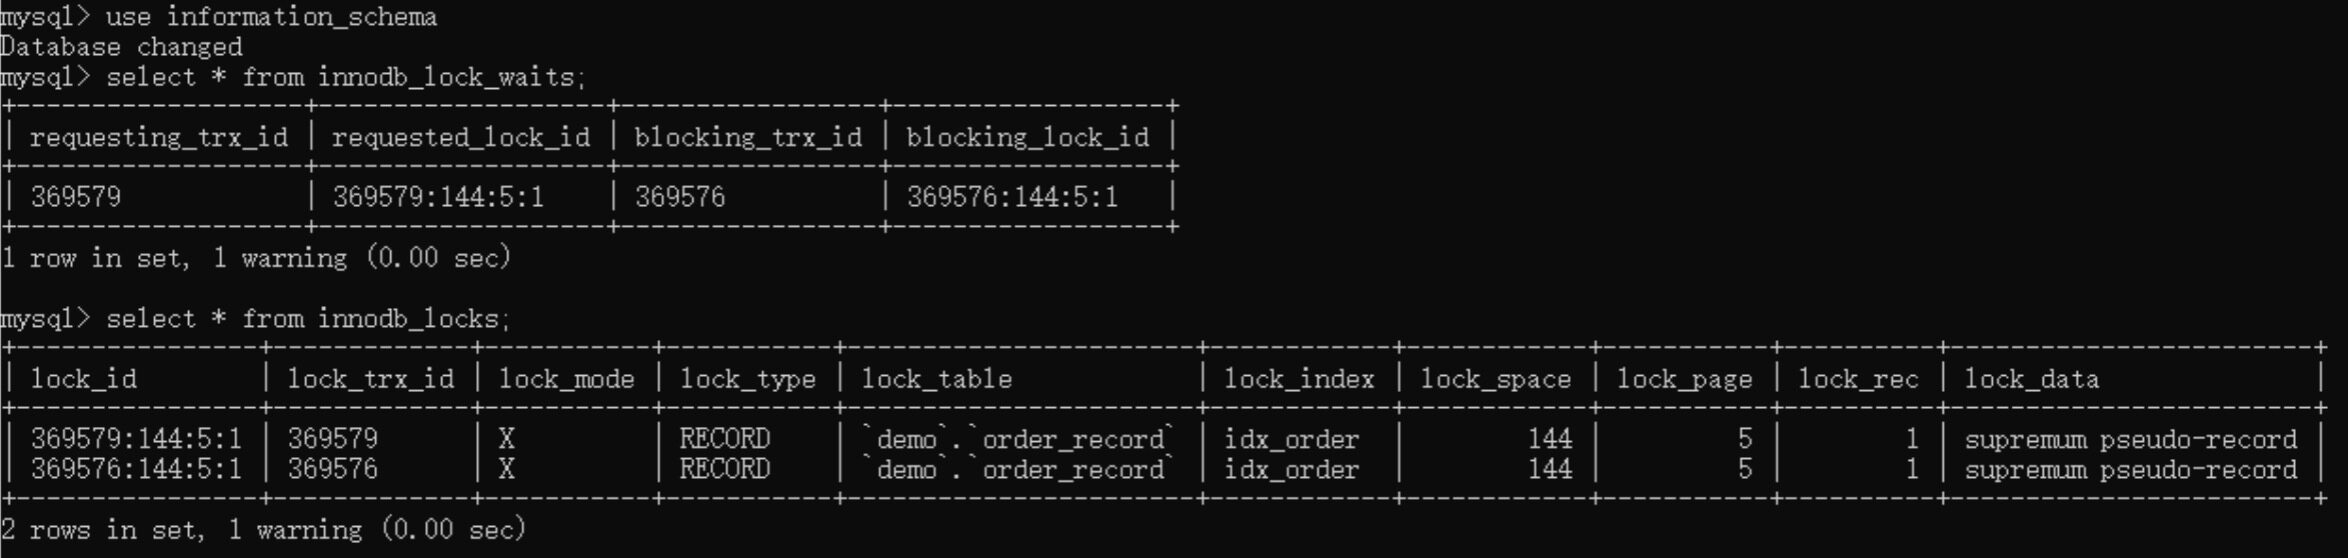 mysql> use information_schema
Database changed
mysql> select * from innodb_lock_waits;
+-------------------+-------------------+-----------------+------------------+
| requesting_trx_id | requested_lock_id | blocking_trx_id | blocking_lock_id |
+-------------------+-------------------+-----------------+------------------+
| 369579            | 369579:144:5:1    | 369576          | 369576:144:5:1   |
+-------------------+-------------------+-----------------+------------------+
1 row in set, 1 warning (0.00 sec)

mysql> select * from innodb_locks;
+----------------+-------------+-----------+-----------+-----------------------+------------+------------+-----------+----------+------------------------+
| lock_id        | lock_trx_id | lock_mode | lock_type | lock_table            | lock_index | lock_space | lock_page | lock_rec | lock_data              |
+----------------+-------------+-----------+-----------+-----------------------+------------+------------+-----------+----------+------------------------+
| 369579:144:5:1 | 369579      | X         | RECORD    | `demo`.`order_record` | idx_order  |        144 |         5 |        1 | supremum pseudo-record |
| 369576:144:5:1 | 369576      | X         | RECORD    | `demo`.`order_record` | idx_order  |        144 |         5 |        1 | supremum pseudo-record |
+----------------+-------------+-----------+-----------+-----------------------+------------+------------+-----------+----------+------------------------+
2 rows in set, 1 warning (0.00 sec)